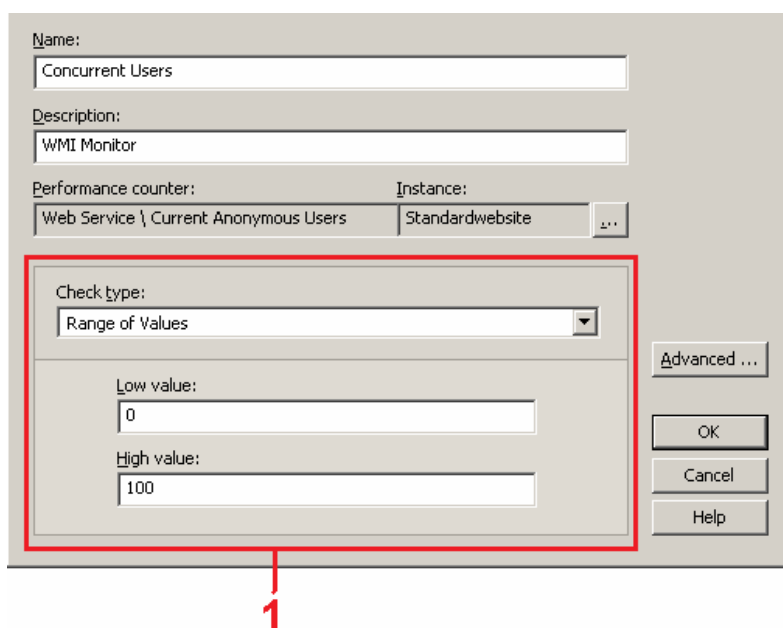 Name:
Concurrent Users
Description:
WMI Monitor
Performance counter: Instance:
Web Service \ Current Anonymous Users Standardwebsite ...
Check type:
Range of Values
Advanced ...
Low value:
0
OK
High value:
Cancel
100
Help
1